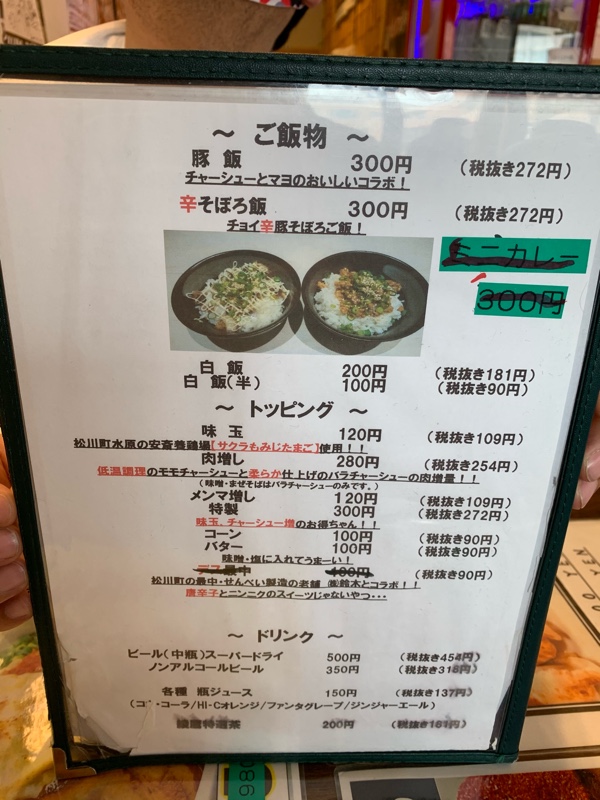 ～ ご飯物 ～
豚飯 300円 (税抜き272円)
チャーシューとマヨのおいしいコラボ！
辛そぼろ飯 300円 (税抜き272円)
チョイ辛豚そぼろご飯！
ミニカレー
300円
白飯 200円 (税抜き181円)
白飯(半) 100円 (税抜き90円)
～ トッピング ～
味玉 120円 (税抜き109円)
松川町水原の安斎養鶏場【サクラもみじたまご】使用！！
肉増し 280円 (税抜き254円)
低温調理のモモチャーシューと柔らか仕上げのバラチャーシューの肉増量！！
(味噌・まぜそばはバラチャーシューのみです。)
メンマ増し 120円 (税抜き109円)
特製 300円 (税抜き272円)
味玉、チャーシュー増のお得ちゃん！！
コーン 100円 (税抜き90円)
バター 100円 (税抜き90円)
味噌・塩に入れてうまーい！
100円 (税抜き90円)
松川町の最中・せんべい製造の老舗 ㈱鈴木とコラボ！！
唐辛子とニンニクのスイーツじゃないやつ・・・
～ ドリンク ～
ビール(中瓶)スーパードライ 500円 (税抜き454円)
ノンアルコールビール 350円 (税抜き318円)
各種 瓶ジュース 150円 (税抜き137円)
(コカ・コーラ/HI-Cオレンジ/ファンタグレープ/ジンジャーエール)
200円 (税抜き181円)
086